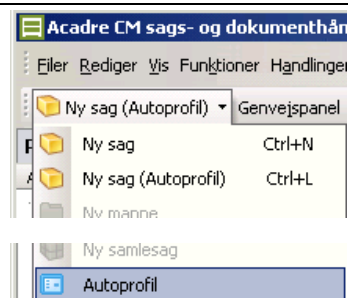 Acadre CM sags- og dokumenthån
Filer Rediger Vis Funktioner Handlinge
Ny sag (Autoprofil) Genvejspanel
Ny sag Ctrl+N
Ny sag (Autoprofil) Ctrl+L
Ny mappe
Ny samlesag
Autoprofil